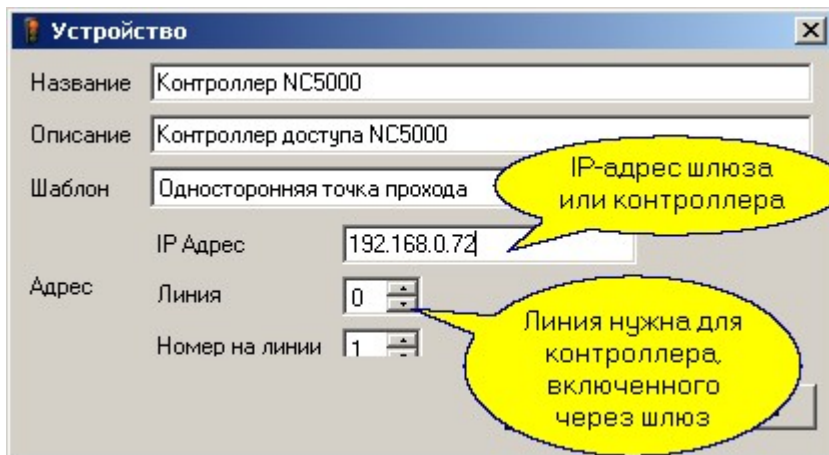 Устройство
Название Контроллер NC5000
Описание Контроллер доступа NC5000
Шаблон Односторонняя точка прохода
IP-адрес шлюза
или контроллера
IP Адрес 192.168.0.72
Адрес
Линия 0
Номер на линии 1
Линия нужна для
контроллера,
включенного
через шлюз